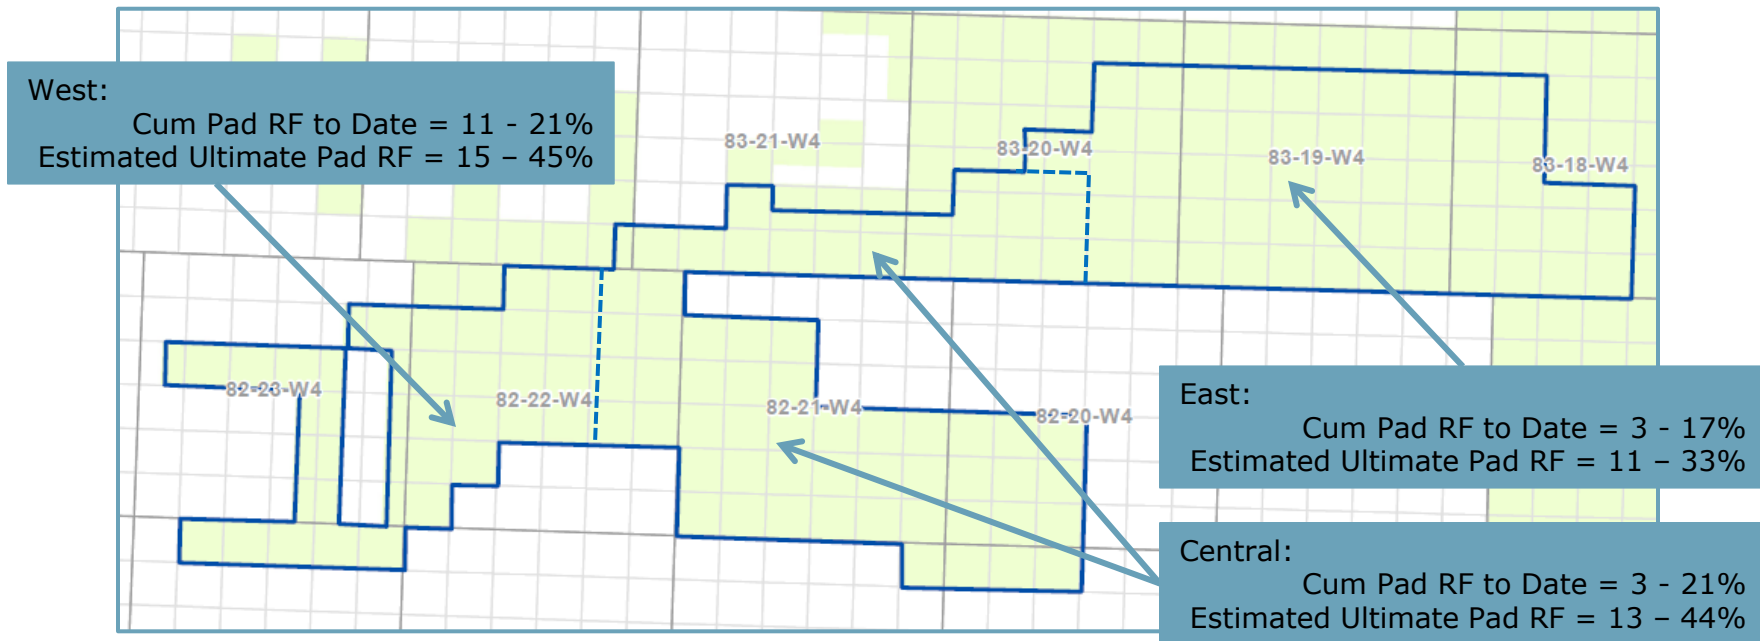 West:
Cum Pad RF to Date = 11 - 21%
Estimated Ultimate Pad RF = 15 – 45%
83-21-W4
83-20-W4
83-19-W4
83-18-W4
82-23-W4
82-22-W4
82-21-W4
82-20-W4
East:
Cum Pad RF to Date = 3 - 17%
Estimated Ultimate Pad RF = 11 – 33%
Central:
Cum Pad RF to Date = 3 - 21%
Estimated Ultimate Pad RF = 13 – 44%